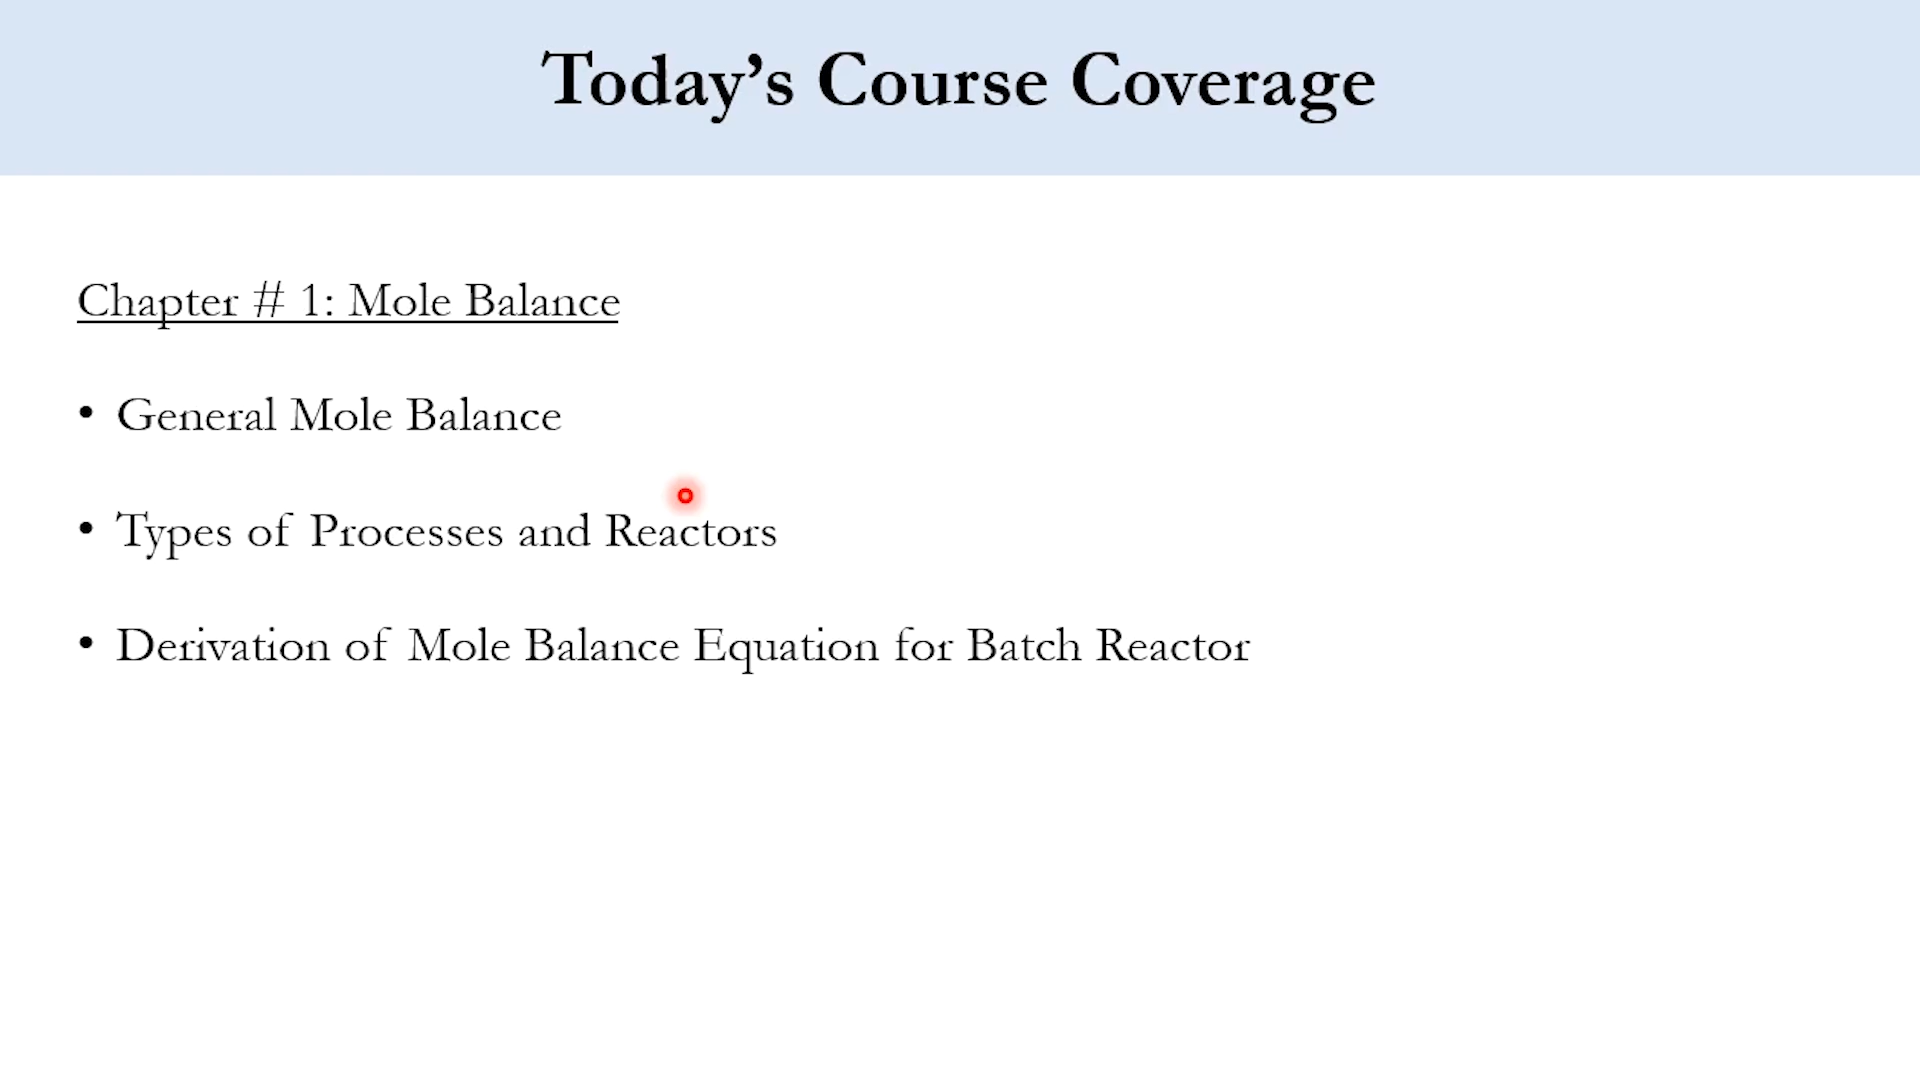 Today’s Course Coverage
Chapter # 1: Mole Balance
• General Mole Balance
• Types of Processes and Reactors
• Derivation of Mole Balance Equation for Batch Reactor